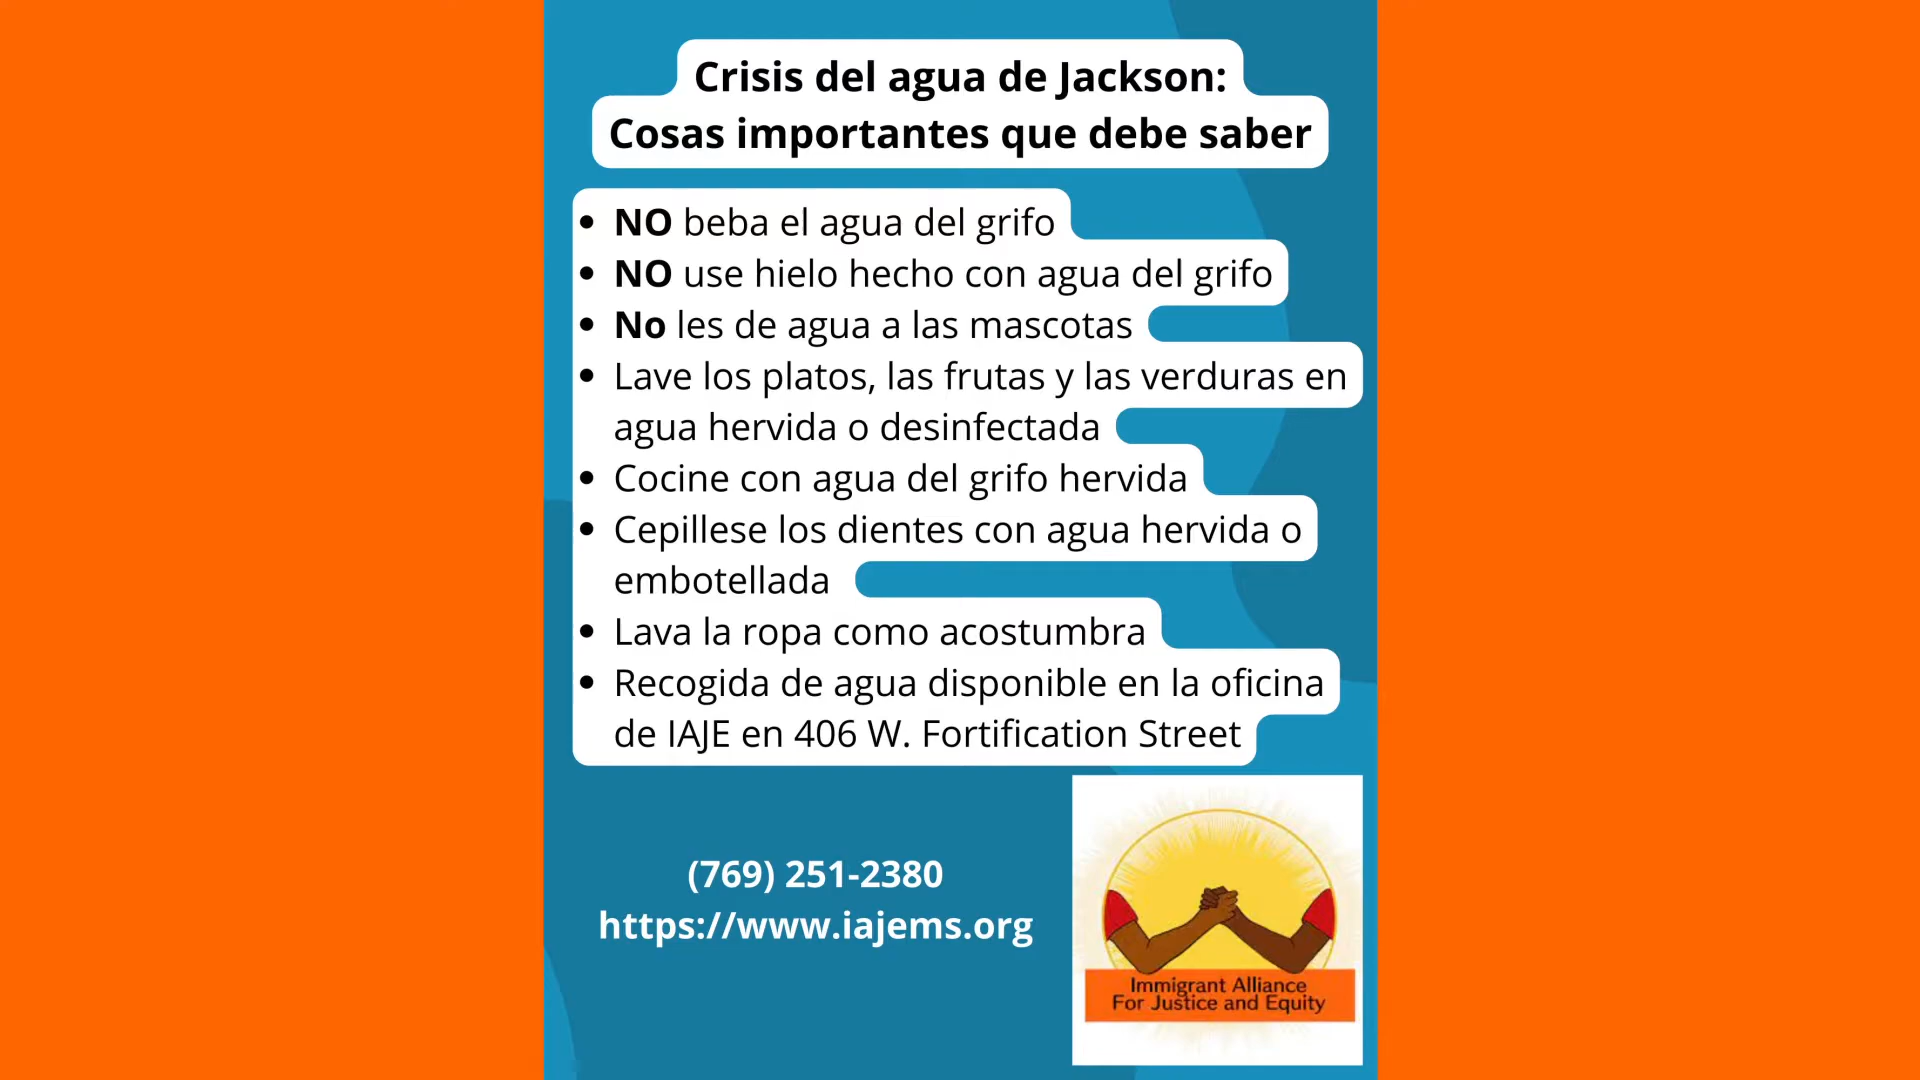 Crisis del agua de Jackson:
Cosas importantes que debe saber
• NO beba el agua del grifo
• NO use hielo hecho con agua del grifo
• No les de agua a las mascotas
• Lave los platos, las frutas y las verduras en
agua hervida o desinfectada
• Cocine con agua del grifo hervida
• Cepillese los dientes con agua hervida o
embotellada
• Lava la ropa como acostumbra
• Recogida de agua disponible en la oficina
de IAJE en 406 W. Fortification Street
(769) 251-2380
https://www.iajems.org
Immigrant Alliance
For Justice and Equity